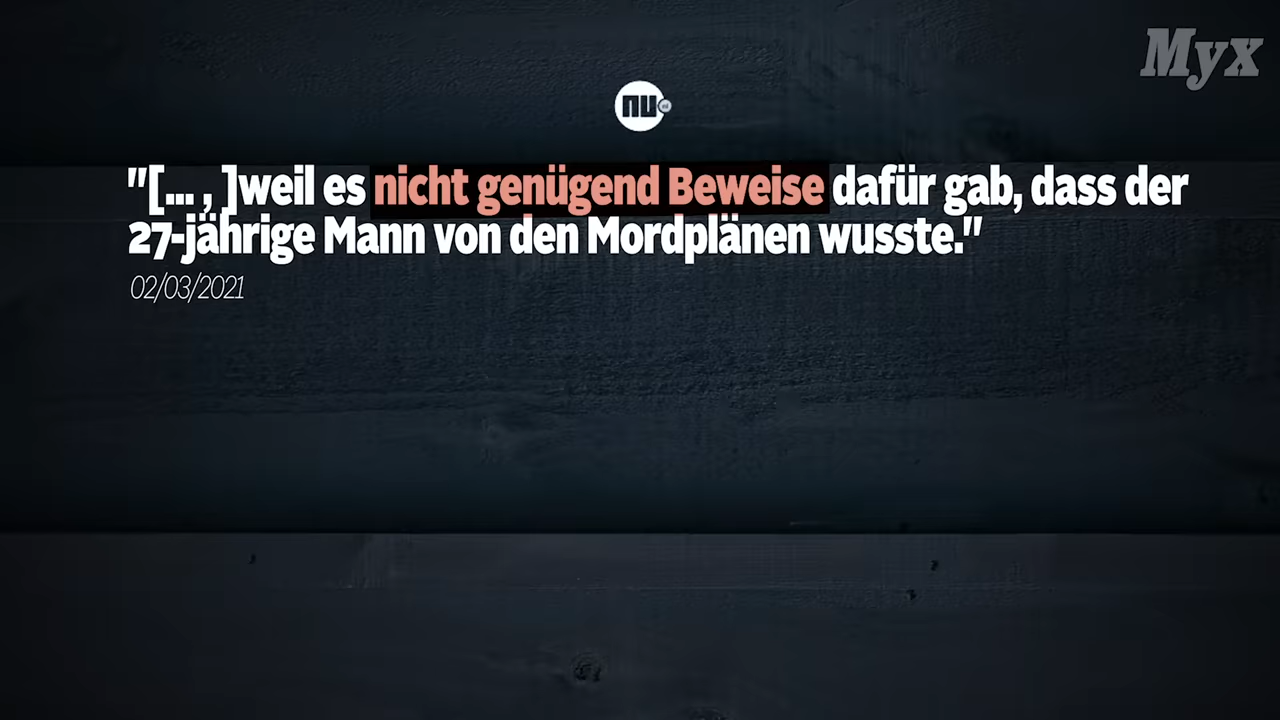 Myx
nu.nl
"[... , ]weil es nicht genügend Beweise dafür gab, dass der
27-jährige Mann von den Mordplänen wusste."
02/03/2021